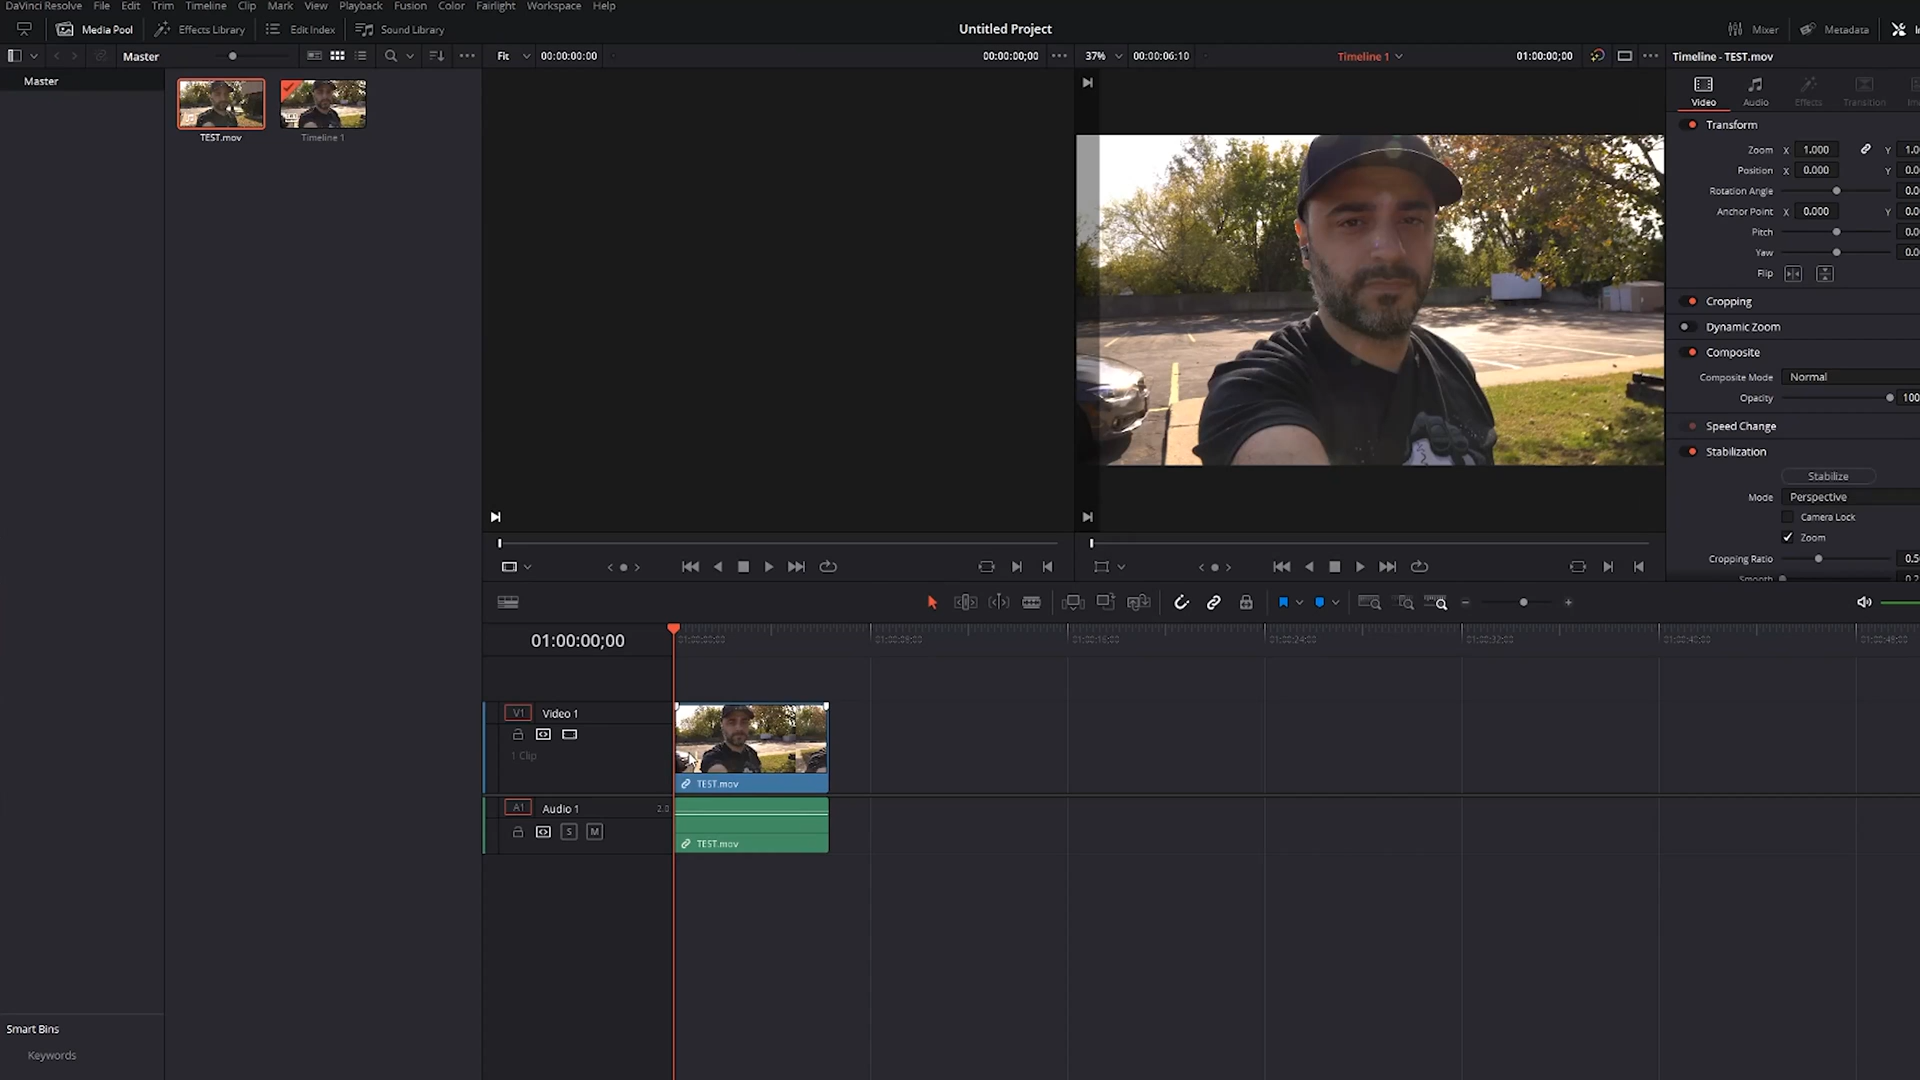 DaVinci Resolve File Edit Trim Timeline Clip Mark View Playback Fusion Color Fairlight Workspace Help
Media Pool Effects Library Edit Index Sound Library Untitled Project Mixer Metadata
Master Fit 00:00:00:00 00:00:00;00 37% 00:00:06:10 Timeline 1 01:00:00;00 Timeline - TEST.mov
Master
TEST.mov Timeline 1
Video Audio Effects Transition
Transform
Zoom X 1.000 Y 1.0
Position X 0.000 Y 0.0
Rotation Angle 0.0
Anchor Point X 0.000 Y 0.0
Pitch 0.0
Yaw 0.0
Flip
Cropping
Dynamic Zoom
Composite
Composite Mode Normal
Opacity 100
Speed Change
Stabilization
Stabilize
Mode Perspective
Camera Lock
Zoom
Cropping Ratio 0.5
Smooth 0.2
01:00:00;00 01:00:00;00 01:00:08;00 01:00:16;00 01:00:24;00 01:00:32;00 01:00:40;00 01:00:48;00
V1 Video 1
1 Clip
TEST.mov
A1 Audio 1 2.0
S M
TEST.mov
Smart Bins
Keywords